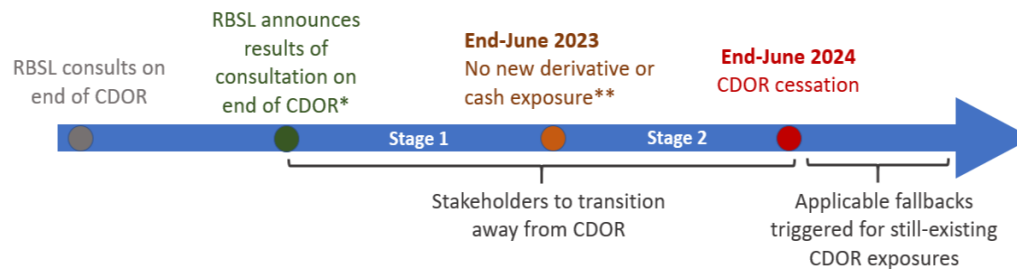 RBSL consults on
end of CDOR
RBSL announces
results of
consultation on
end of CDOR*
End-June 2023
No new derivative or
cash exposure**
End-June 2024
CDOR cessation
Stage 1
Stage 2
Stakeholders to transition
away from CDOR
Applicable fallbacks
triggered for still-existing
CDOR exposures